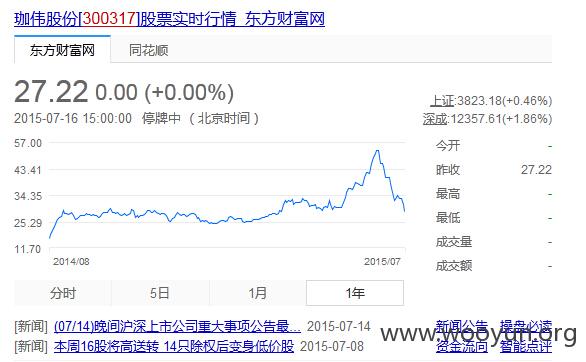 珈伟股份[300317]股票实时行情_东方财富网
东方财富网 同花顺
27.22 0.00 (+0.00%)
2015-07-16 15:00:00 停牌中 (北京时间)
上证:3823.18(+0.46%)
深成:12357.61(+1.86%)
57.00
43.41
34.35
25.29
11.70
2014/08 2015/07
今开 -
昨收 27.22
最高 -
最低 -
成交量 -
成交额 -
分时 5日 1月 1年
[新闻] (07/14)晚间沪深上市公司重大事项公告最... 2015-07-14
[新闻] 本周16股将高送转 14只除权后变身低价股 2015-07-08
新闻公告 操盘必读
资金流向 智能点评
www.wooyun.org